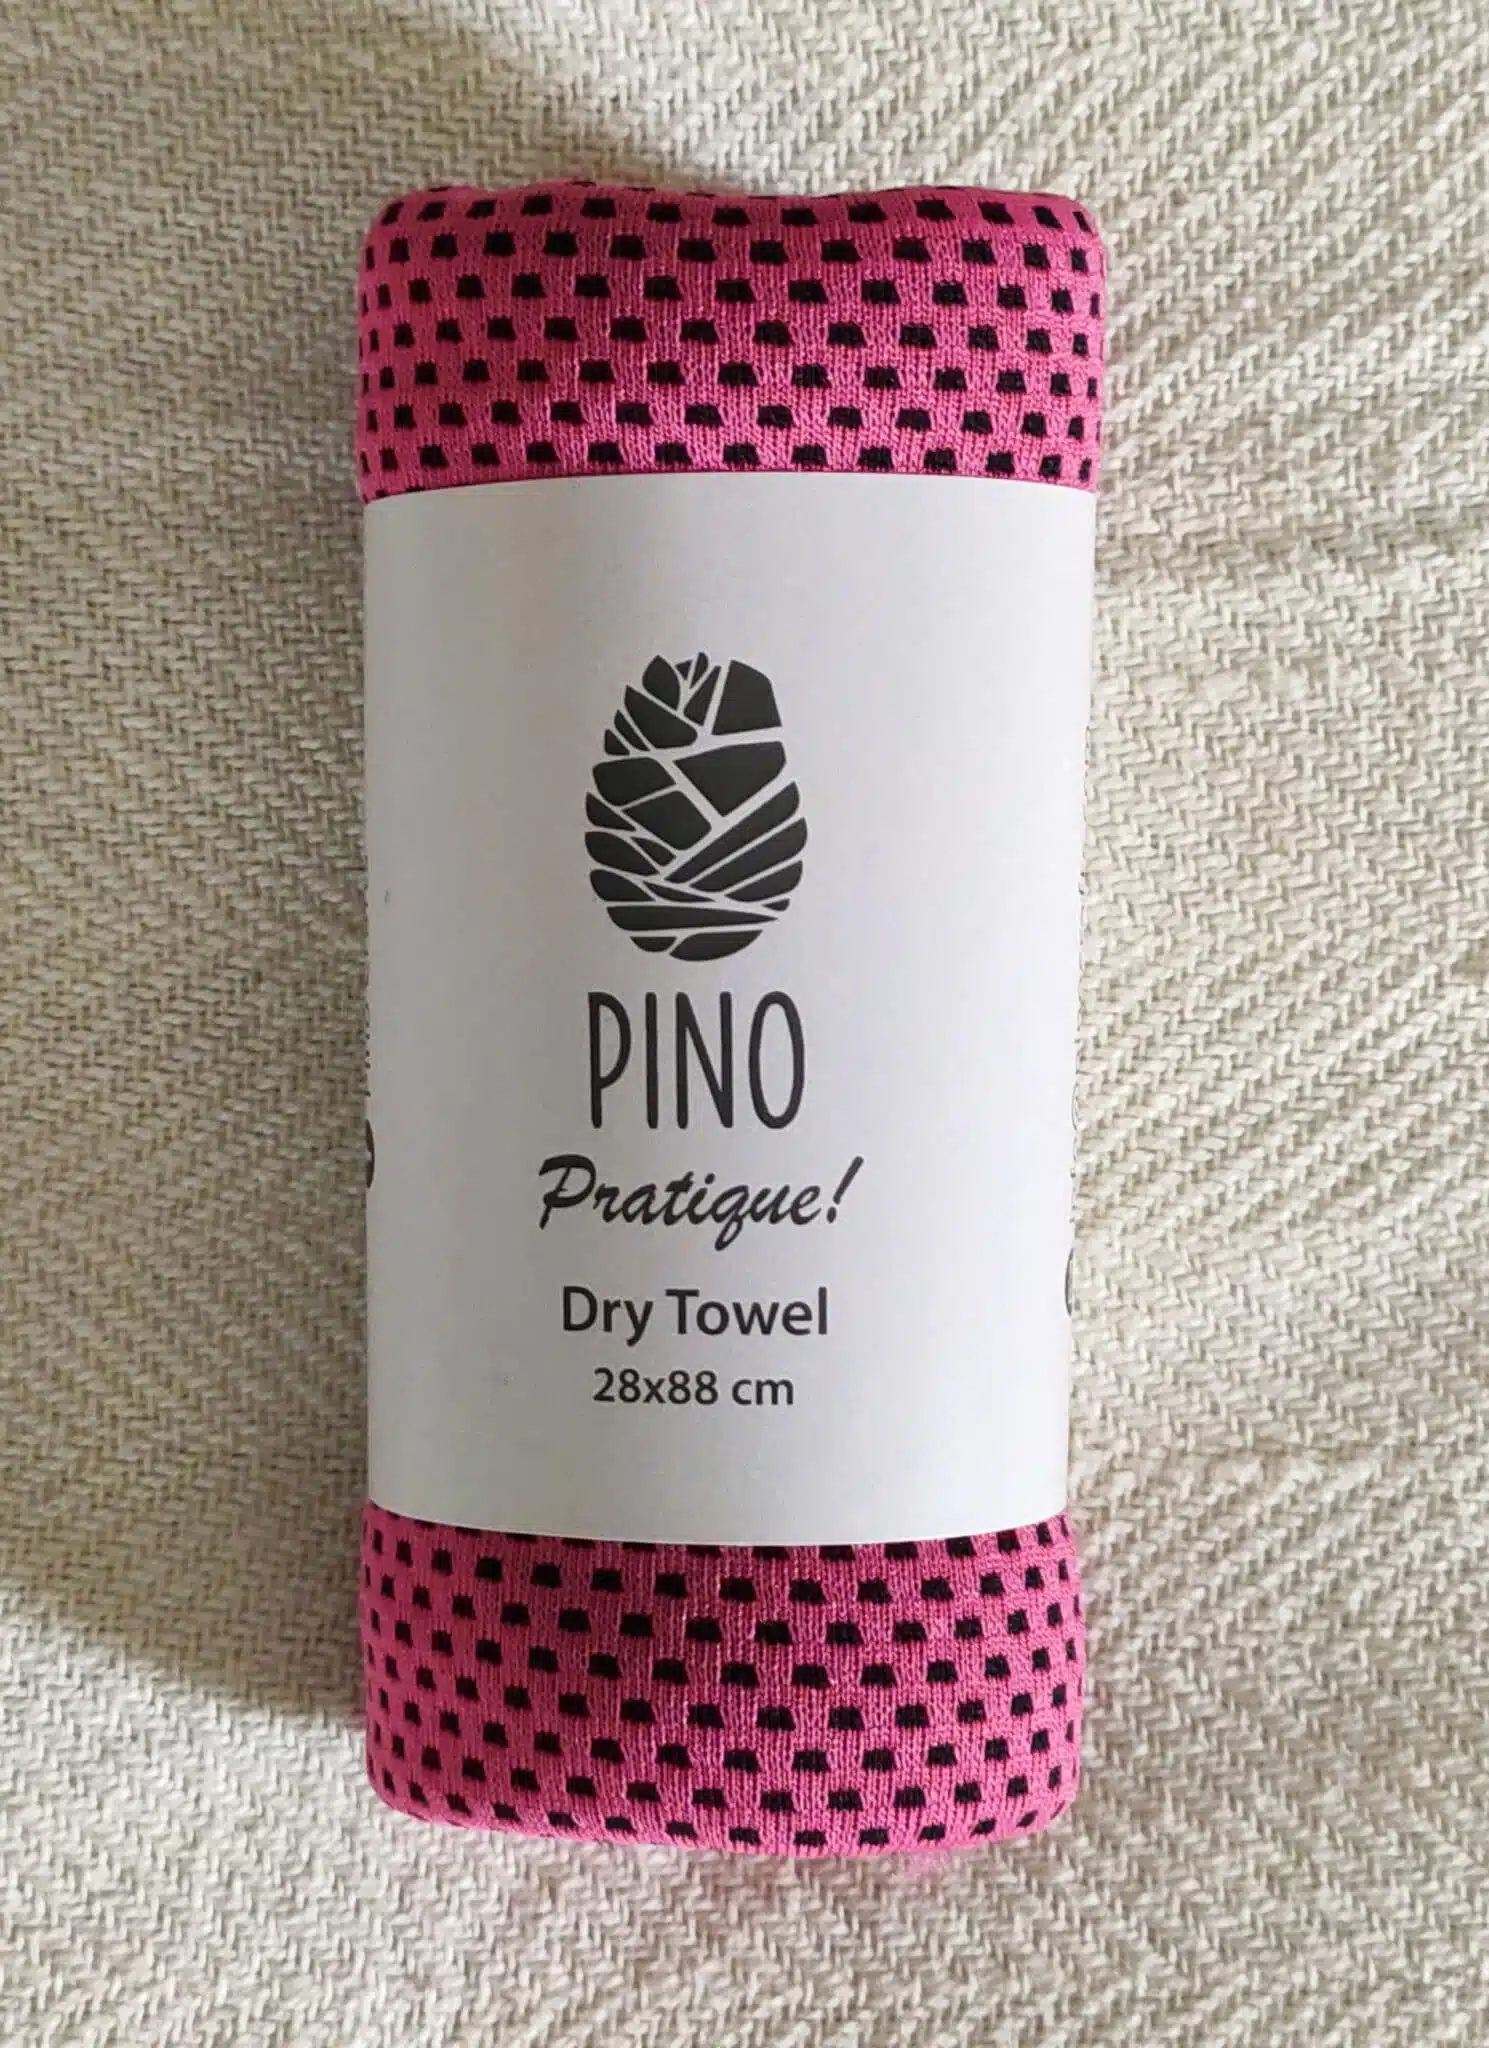 PINO
Pratique!
Dry Towel
28x88 cm